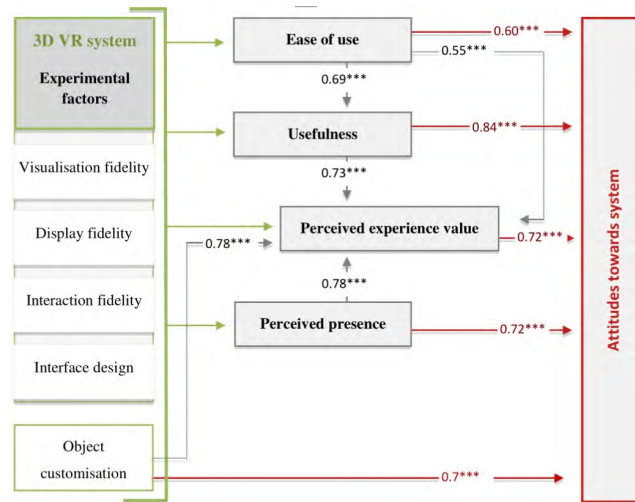 3D VR system
Experimental
factors
Visualisation fidelity
Display fidelity
Interaction fidelity
Interface design
Object
customisation
Ease of use
0.60***
0.55***
0.69***
Usefulness
0.84***
0.73***
Perceived experience value
0.78***
0.72***
0.78***
Perceived presence
0.72***
0.7***
Attitudes towards system